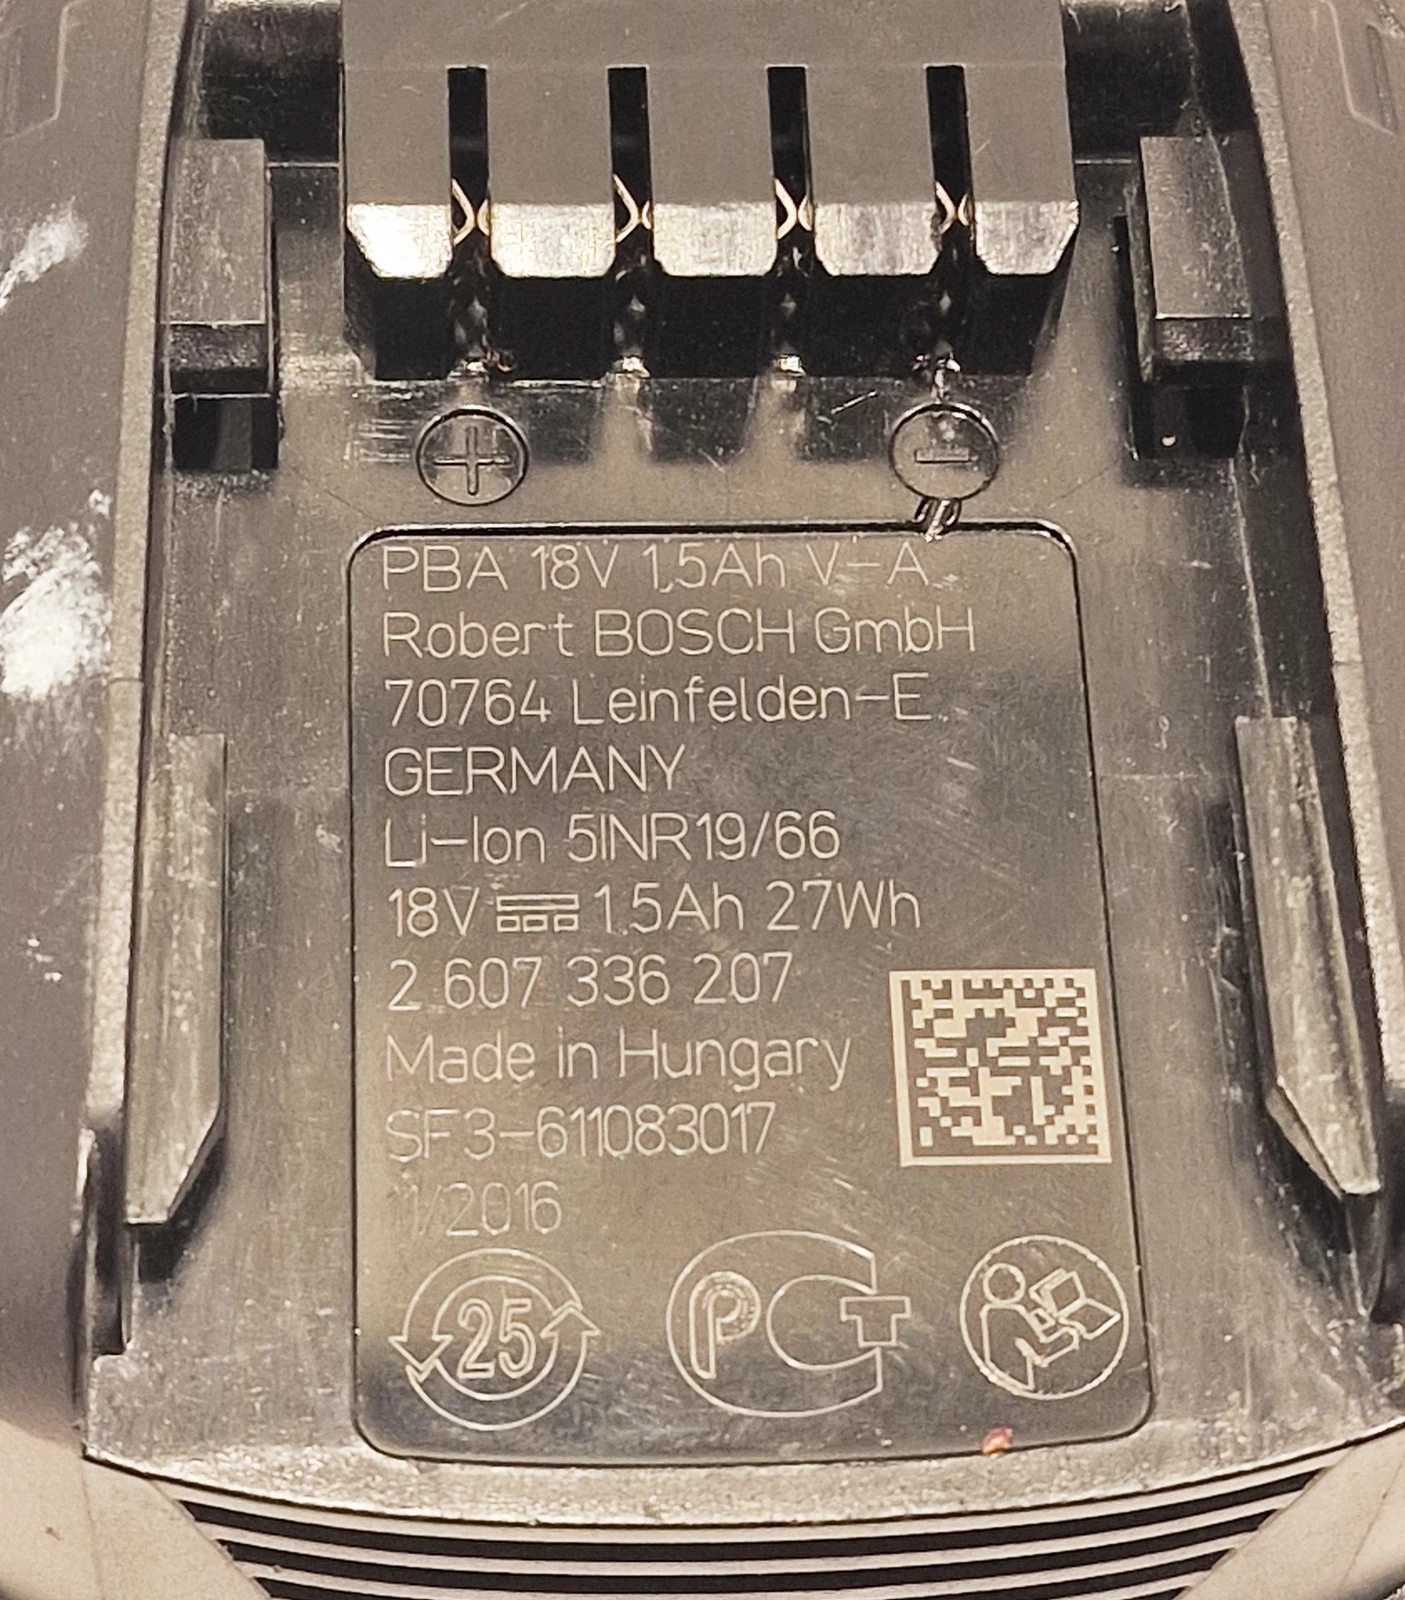 + -
PBA 18V 1,5Ah V-A
Robert BOSCH GmbH
70764 Leinfelden-E.
GERMANY
Li-Ion 5INR19/66
18V ⎓ 1.5Ah 27Wh
2 607 336 207
Made in Hungary
SF3-611083017
11/2016
25 РСТ